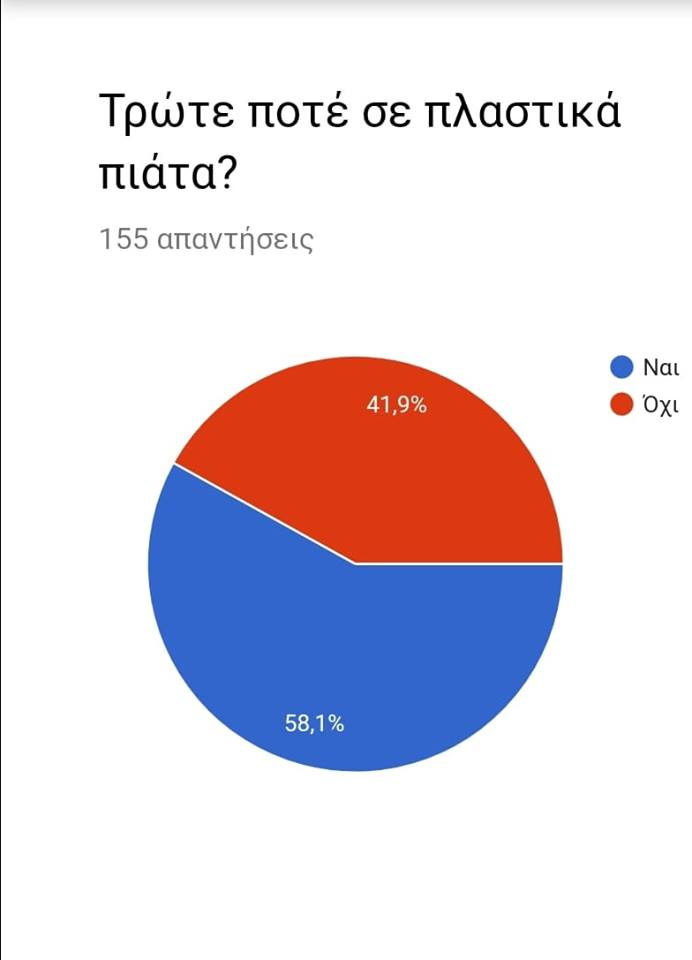 Τρώτε ποτέ σε πλαστικά
πιάτα?
155 απαντήσεις
Ναι
Όχι
41,9%
58,1%